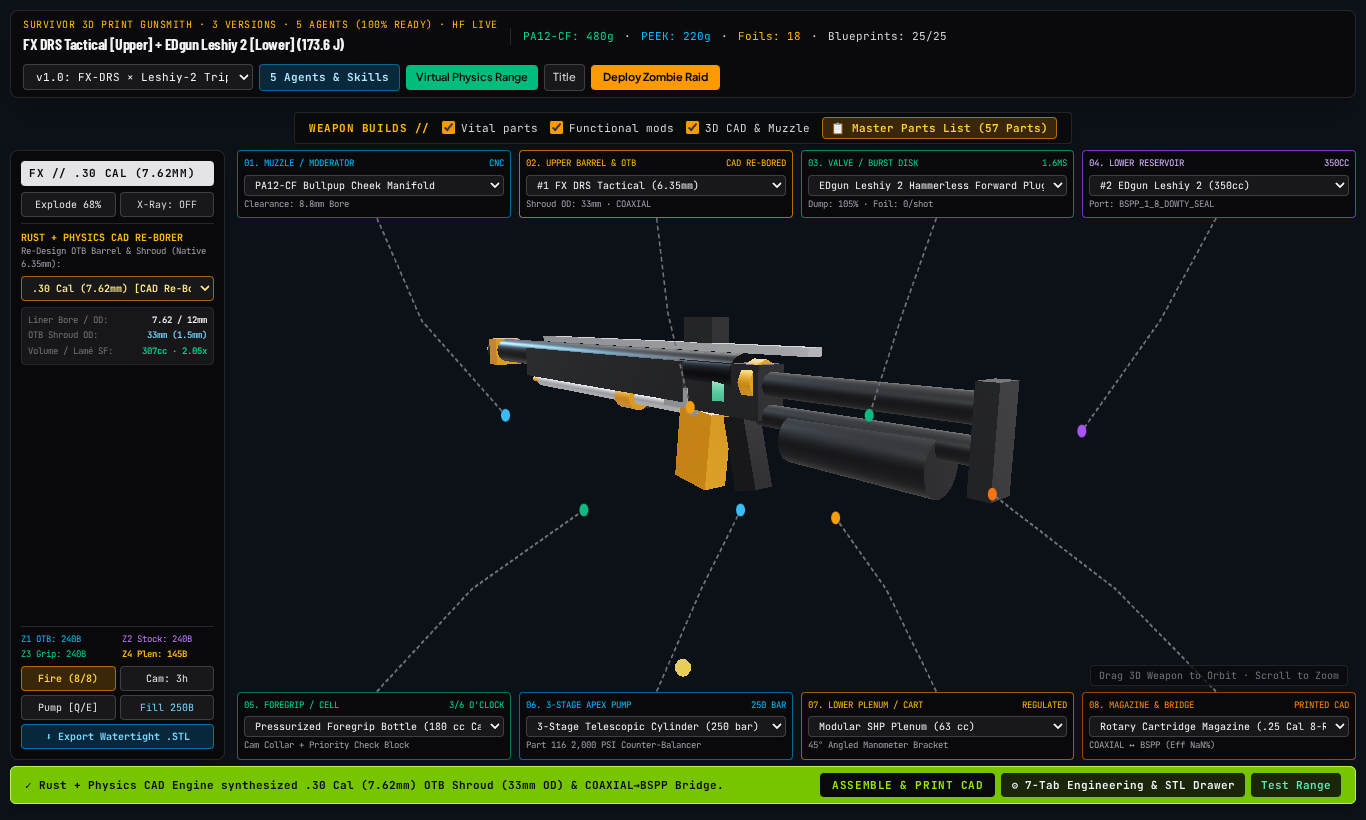 SURVIVOR 3D PRINT GUNSMITH · 3 VERSIONS · 5 AGENTS (100% READY) · HF LIVE
FX DRS Tactical [Upper] + EDgun Leshiy 2 [Lower] (173.6 J)
PA12-CF: 480g · PEEK: 220g · Foils: 18 · Blueprints: 25/25
v1.0: FX-DRS × Leshiy-2 Trip
5 Agents & Skills
Virtual Physics Range
Title
Deploy Zombie Raid
WEAPON BUILDS //
Vital parts
Functional mods
3D CAD & Muzzle
📋 Master Parts List (57 Parts)
FX // .30 CAL (7.62MM)
Explode 68%
X-Ray: OFF
RUST + PHYSICS CAD RE-BORER
Re-Design OTB Barrel & Shroud (Native
6.35mm):
.30 Cal (7.62mm) [CAD Re-Bo
Liner Bore / OD: 7.62 / 12mm
OTB Shroud OD: 33mm (1.5mm)
Volume / Lamé SF: 307cc · 2.05x
Z1 OTB: 240B
Z2 Stock: 240B
Z3 Grip: 240B
Z4 Plen: 145B
Fire (8/8)
Cam: 3h
Pump [Q/E]
Fill 250B
⬇ Export Watertight .STL
01. MUZZLE / MODERATOR CNC
PA12-CF Bullpup Cheek Manifold
Clearance: 8.8mm Bore
02. UPPER BARREL & OTB CAD RE-BORED
#1 FX DRS Tactical (6.35mm)
Shroud OD: 33mm · COAXIAL
03. VALVE / BURST DISK 1.6MS
EDgun Leshiy 2 Hammerless Forward Plug
Dump: 105% · Foil: 0/shot
04. LOWER RESERVOIR 350CC
#2 EDgun Leshiy 2 (350cc)
Port: BSPP_1_8_DOWTY_SEAL
Drag 3D Weapon to Orbit · Scroll to Zoom
05. FOREGRIP / CELL 3/6 O'CLOCK
Pressurized Foregrip Bottle (180 cc Ca
Cam Collar + Priority Check Block
06. 3-STAGE APEX PUMP 250 BAR
3-Stage Telescopic Cylinder (250 bar)
Part 116 2,000 PSI Counter-Balancer
07. LOWER PLENUM / CART REGULATED
Modular SHP Plenum (63 cc)
45° Angled Manometer Bracket
08. MAGAZINE & BRIDGE PRINTED CAD
Rotary Cartridge Magazine (.25 Cal 8-R
COAXIAL ↔ BSPP (Eff NaN%)
✓ Rust + Physics CAD Engine synthesized .30 Cal (7.62mm) OTB Shroud (33mm OD) & COAXIAL→BSPP Bridge.
ASSEMBLE & PRINT CAD
⚙ 7-Tab Engineering & STL Drawer
Test Range